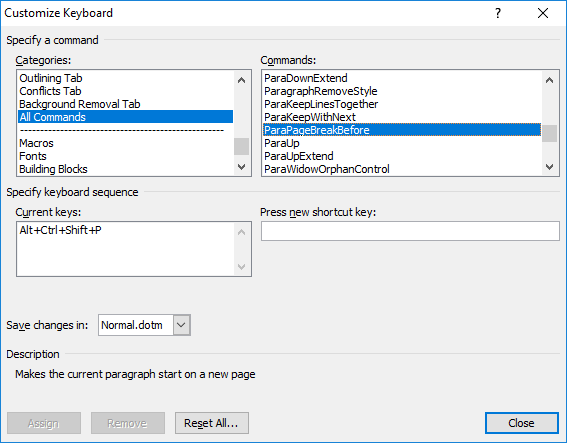 Customize Keyboard
Specify a command
Categories:
Outlining Tab
Conflicts Tab
Background Removal Tab
All Commands
Macros
Fonts
Building Blocks
Commands:
ParaDownExtend
ParagraphRemoveStyle
ParaKeepLinesTogether
ParaKeepWithNext
ParaPageBreakBefore
ParaUp
ParaUpExtend
ParaWidowOrphanControl
Specify keyboard sequence
Current keys:
Alt+Ctrl+Shift+P
Press new shortcut key:
Save changes in:
Normal.dotm
Description
Makes the current paragraph start on a new page
Assign
Remove
Reset All...
Close